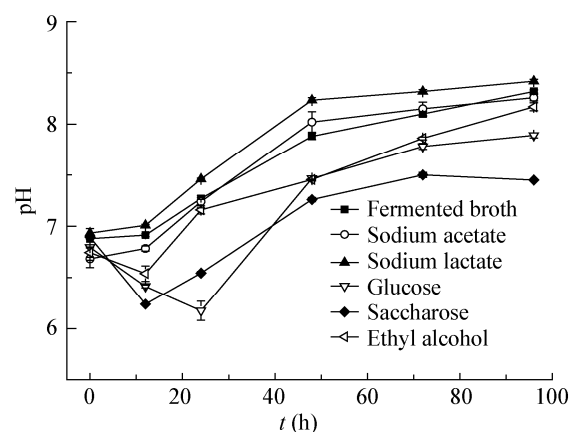 9
8
7
6
pH
Fermented broth
Sodium acetate
Sodium lactate
Glucose
Saccharose
Ethyl alcohol
0 20 40 60 80 100
t (h)